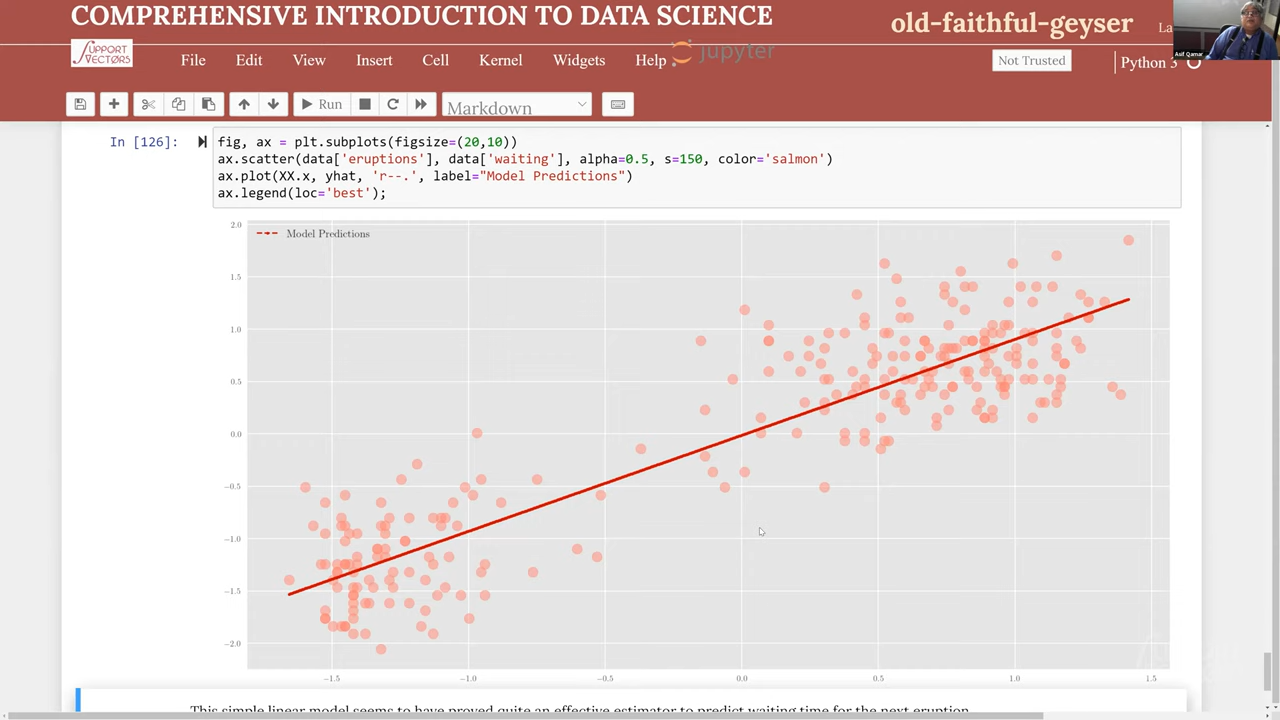 COMPREHENSIVE INTRODUCTION TO DATA SCIENCE
old-faithful-geyser
La
Asif Qamar
SUPPORT VECTORS
File Edit View Insert Cell Kernel Widgets Help
jupyter
Not Trusted
Python 3
Run
Markdown
In [126]:
fig, ax = plt.subplots(figsize=(20,10))
ax.scatter(data['eruptions'], data['waiting'], alpha=0.5, s=150, color='salmon')
ax.plot(XX.x, yhat, 'r--.', label="Model Predictions")
ax.legend(loc='best');
Model Predictions
2.0
1.5
1.0
0.5
0.0
−0.5
−1.0
−1.5
−2.0
−1.5 −1.0 −0.5 0.0 0.5 1.0 1.5
This simple linear model seems to have proved quite an effective estimator to predict waiting time for the next eruption